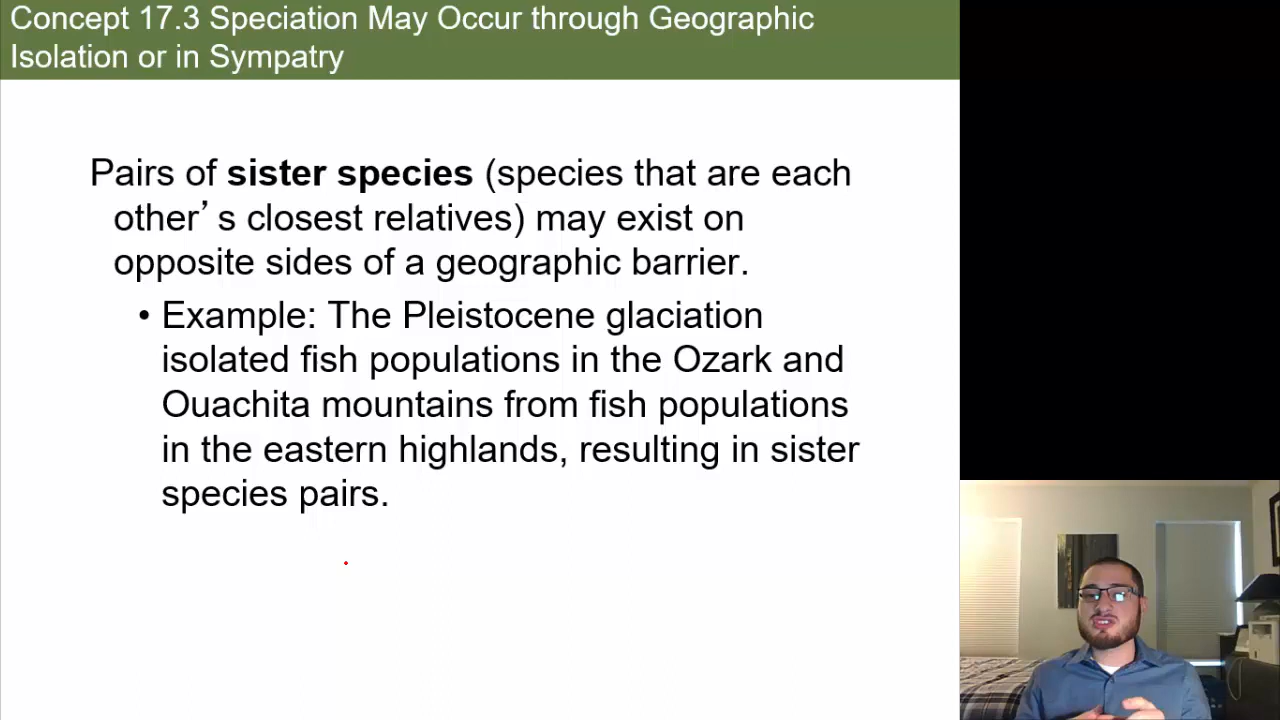 Concept 17.3 Speciation May Occur through Geographic
Isolation or in Sympatry
Pairs of sister species (species that are each
other’s closest relatives) may exist on
opposite sides of a geographic barrier.
• Example: The Pleistocene glaciation
isolated fish populations in the Ozark and
Ouachita mountains from fish populations
in the eastern highlands, resulting in sister
species pairs.